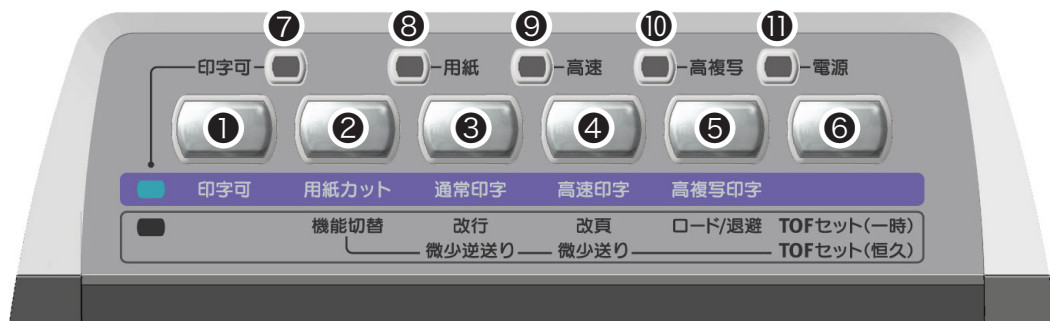 ❼ ❽ ❾ ❿ ⓫
印字可 用紙 高速 高複写 電源
❶ ❷ ❸ ❹ ❺ ❻
印字可 用紙カット 通常印字 高速印字 高複写印字
機能切替 改行 改頁 ロード/退避 TOFセット(一時)
微少逆送り 微少送り TOFセット(恒久)